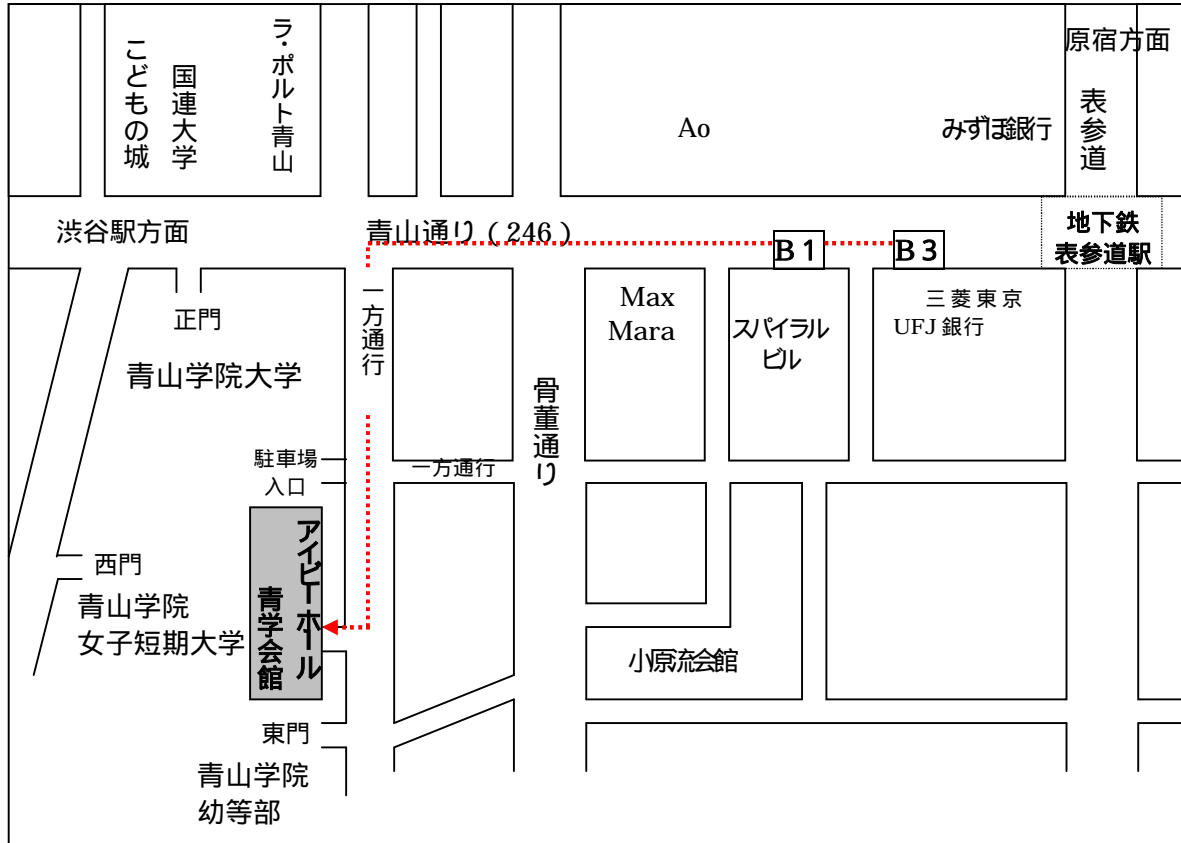 こどもの城
国連大学
ラ・ポルト青山
Ao
みずほ銀行
原宿方面
表参道
渋谷駅方面
青山通り(246)
B1
B3
地下鉄
表参道駅
正門
一方通行
Max
Mara
スパイラル
ビル
三菱東京
UFJ銀行
青山学院大学
骨董通り
駐車場
入口
一方通行
アイビーホール
青学会館
西門
青山学院
女子短期大学
小原流会館
東門
青山学院
幼等部